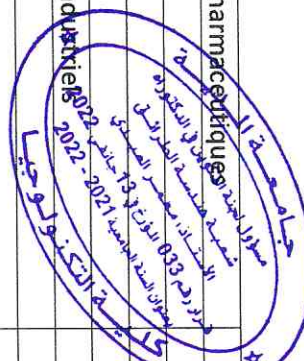 harmaceutiques
dustriels
جامعة
مسؤول لجنة التكوين في الدكتوراه
شعبة هندسة الطرائق
الأستاذ: معمر
قرار رقم 033 المؤرخ في 13 جانفي 2022
بعنوان السنة الجامعية 2021 - 2022
كلية التكنولوجيا